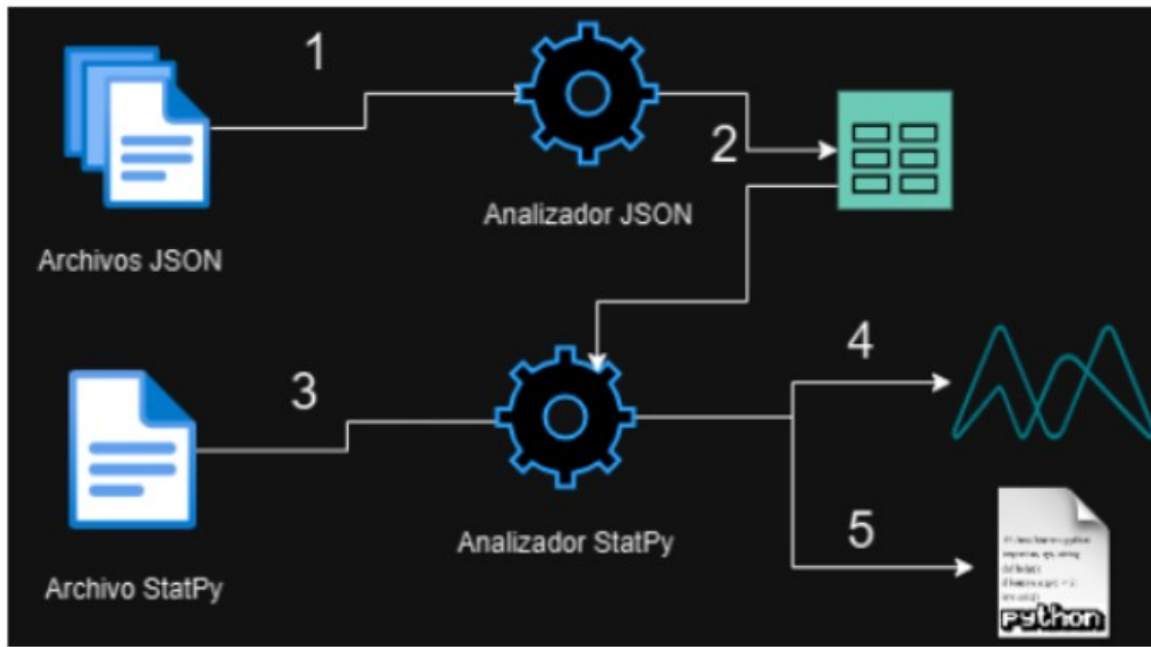 1
Analizador JSON
2
Archivos JSON
3
Analizador StatPy
4
5
Archivo StatPy
python